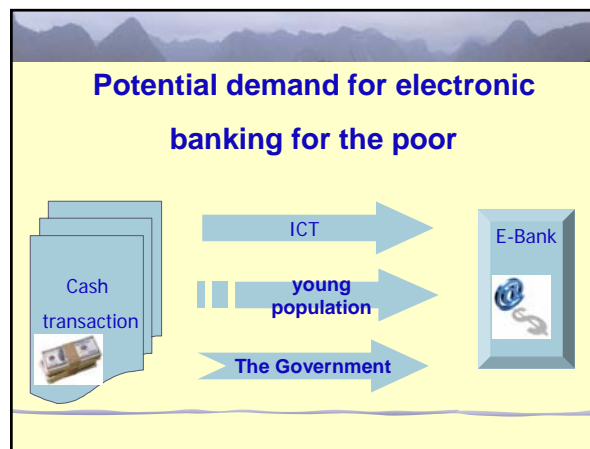 Potential demand for electronic
banking for the poor
Cash
transaction
ICT
young
population
The Government
E-Bank